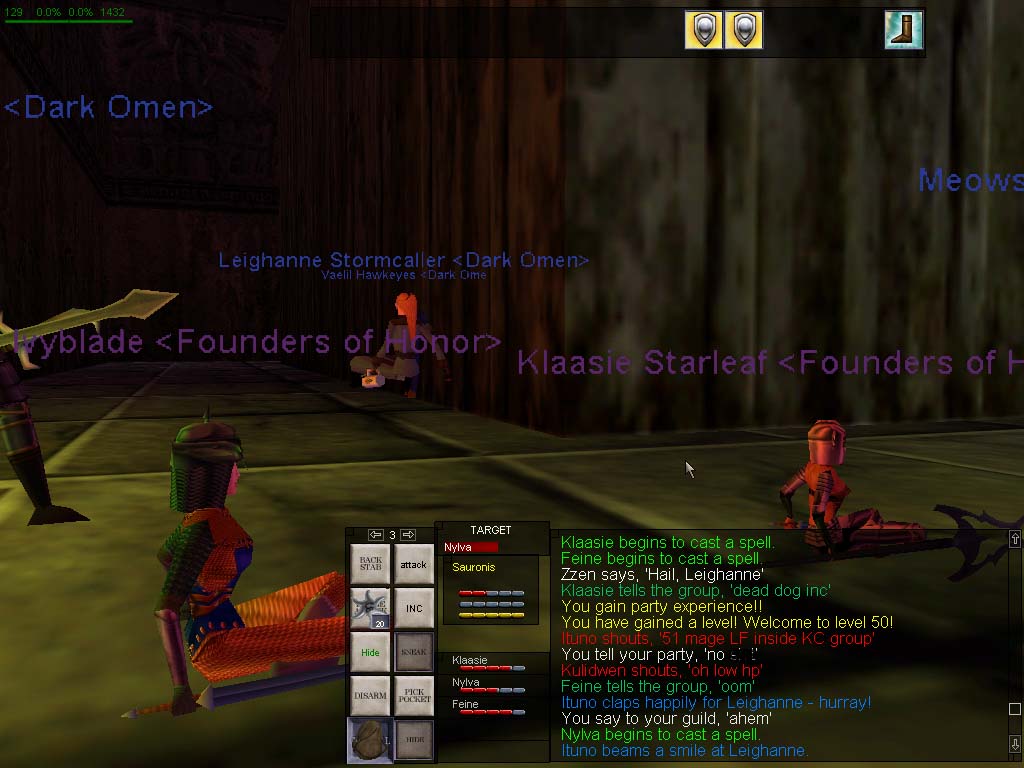 129 0.0% 0.0% 1432
<Dark Omen>
Meows
Leighanne Stormcaller <Dark Omen>
Vaelil Hawkeyes <Dark Ome
Ivyblade <Founders of Honor>
Klaasie Starleaf <Founders of H
3
BACK STAB
attack
20
INC
Hide
SNEAK
DISARM
PICK POCKET
L
HIDE
TARGET
Nylva
Sauronis
Klaasie
Nylva
Feine
Klaasie begins to cast a spell.
Feine begins to cast a spell.
Zzen says, 'Hail, Leighanne'
Klaasie tells the group, 'dead dog inc'
You gain party experience!!
You have gained a level! Welcome to level 50!
Ituno shouts, '51 mage LF inside KC group'
You tell your party, 'no
Kulidwen shouts, 'oh low hp'
Feine tells the group, 'oom'
Ituno claps happily for Leighanne - hurray!
You say to your guild, 'ahem'
Nylva begins to cast a spell.
Ituno beams a smile at Leighanne.